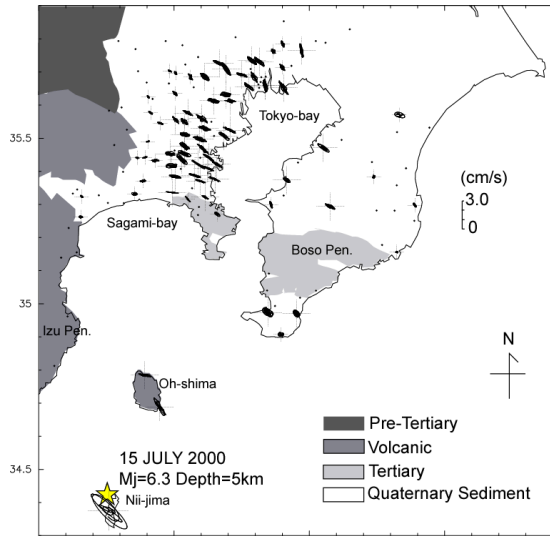 Tokyo-bay
35.5
(cm/s)
3.0
0
Sagami-bay
Boso Pen.
35
Izu Pen.
N
Oh-shima
15 JULY 2000
Mj=6.3 Depth=5km
Nii-jima
34.5
Pre-Tertiary
Volcanic
Tertiary
Quaternary Sediment